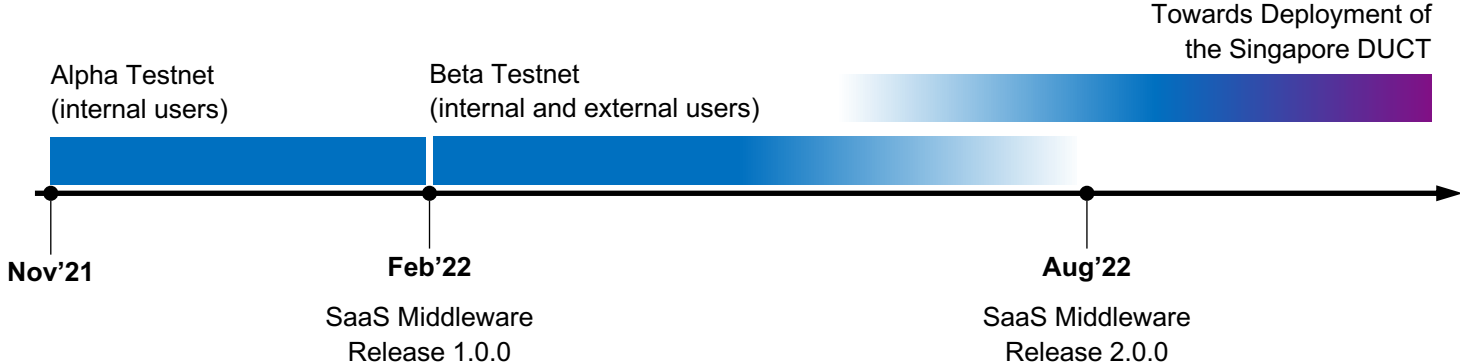 Towards Deployment of
the Singapore DUCT
Alpha Testnet
(internal users)
Beta Testnet
(internal and external users)
Nov’21
Feb’22
Aug’22
SaaS Middleware
Release 1.0.0
SaaS Middleware
Release 2.0.0